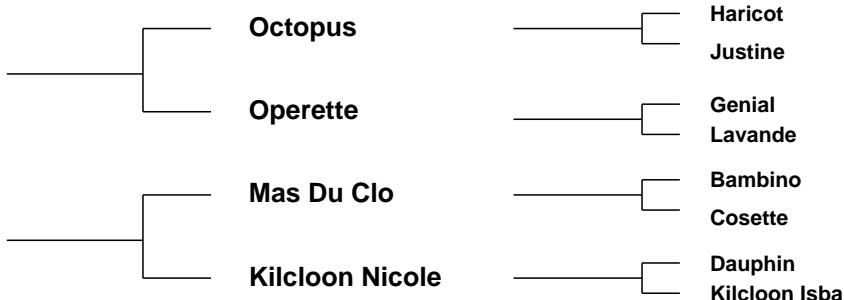 Octopus
Haricot
Justine
Operette
Genial
Lavande
Mas Du Clo
Bambino
Cosette
Kilcloon Nicole
Dauphin
Kilcloon Isba